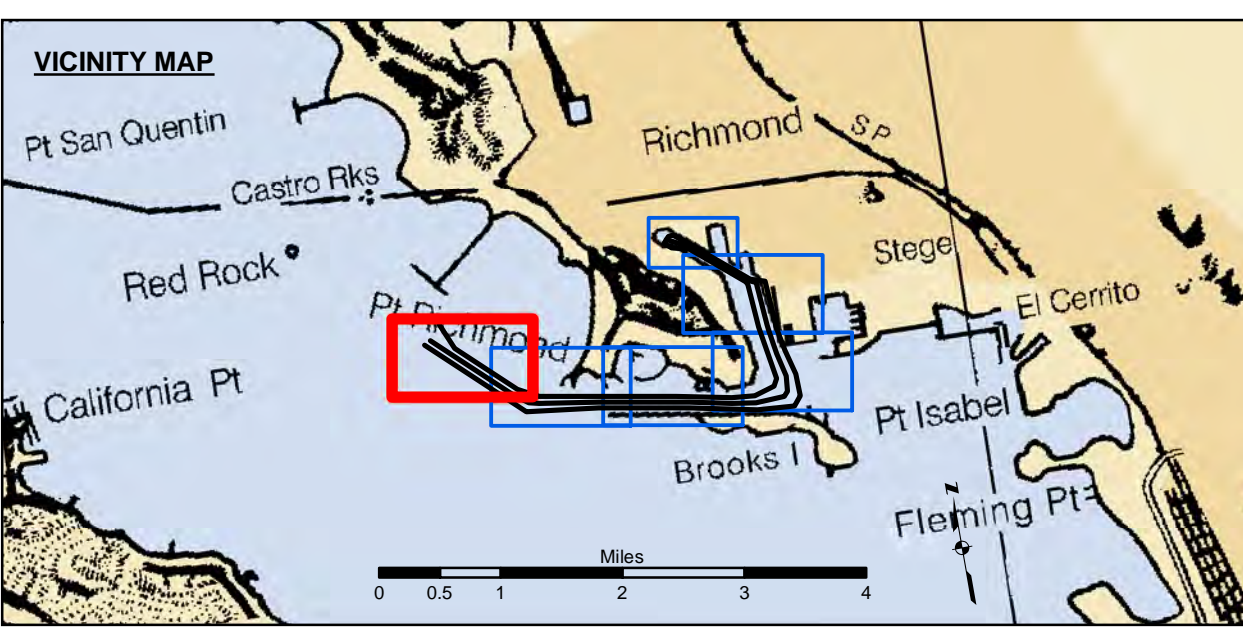 VICINITY MAP
Pt San Quentin
Richmond
S P
Castro Rks
Stege
Red Rock
El Cerrito
Pt Richmond
California Pt
Pt Isabel
Brooks I
Fleming Pt
N
Miles
0 0.5 1 2 3 4